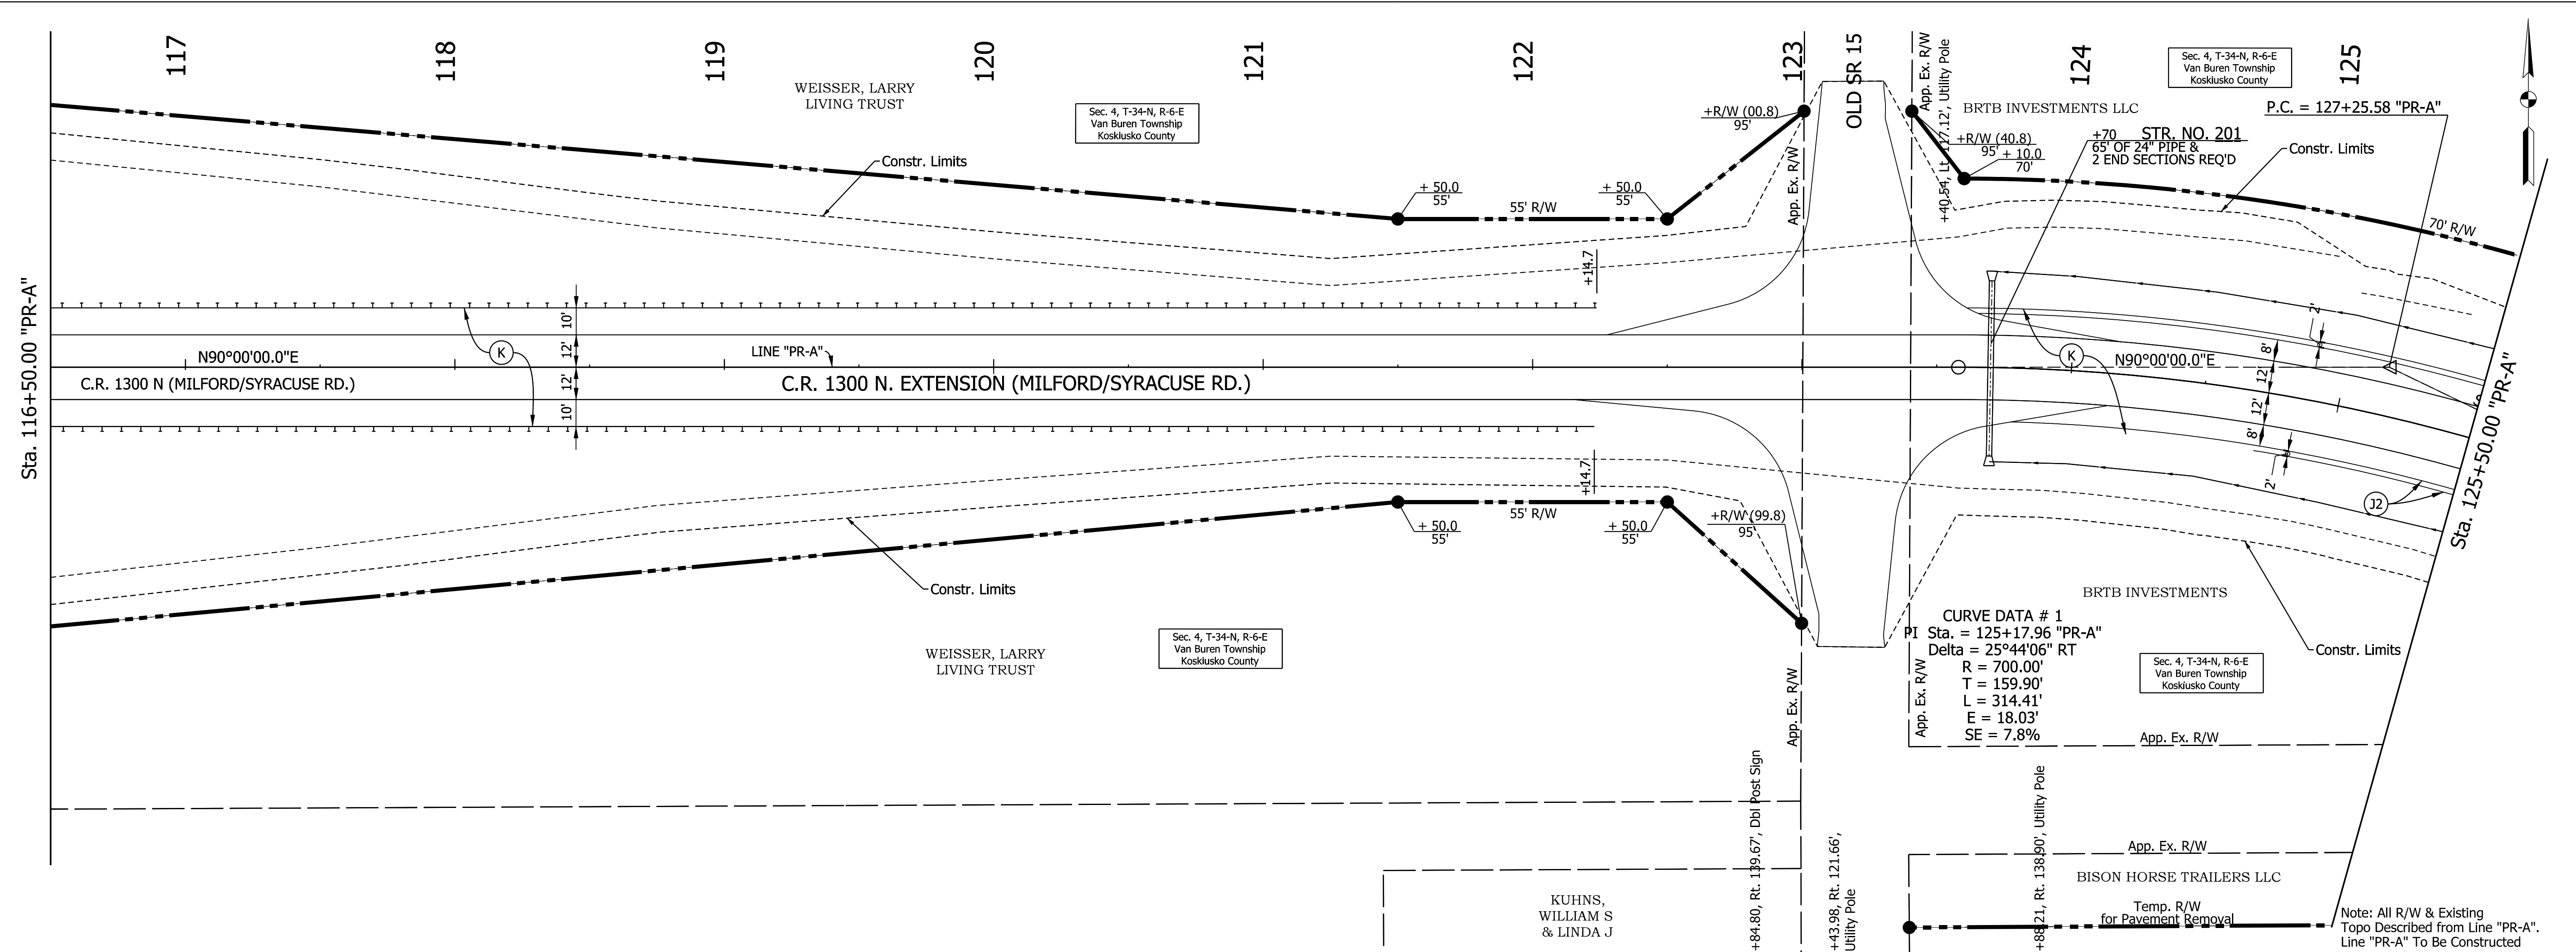 117
118
119
120
121
122
123
OLD SR 15
124
125
App. Ex. R/W
+40.54, Lt. 117.12', Utility Pole
Sec. 4, T-34-N, R-6-E
Van Buren Township
Koskiusko County
WEISSER, LARRY
LIVING TRUST
Sec. 4, T-34-N, R-6-E
Van Buren Township
Koskiusko County
+R/W (00.8)
95'
BRTB INVESTMENTS LLC
P.C. = 127+25.58 "PR-A"
+R/W (40.8)
95'
+ 10.0
70'
+70 STR. NO. 201
65' OF 24" PIPE &
2 END SECTIONS REQ'D
Constr. Limits
Constr. Limits
App. Ex. R/W
+ 50.0
55'
55' R/W
+ 50.0
55'
70' R/W
+14.7
Sta. 116+50.00 "PR-A"
10'
12'
12'
10'
K
N90°00'00.0"E
LINE "PR-A"
C.R. 1300 N (MILFORD/SYRACUSE RD.)
C.R. 1300 N. EXTENSION (MILFORD/SYRACUSE RD.)
K
N90°00'00.0"E
2'
8'
12'
12'
8'
2'
J2
Sta. 125+50.00 "PR-A"
+14.7
+ 50.0
55'
55' R/W
+ 50.0
55'
+R/W (99.8)
95'
Constr. Limits
WEISSER, LARRY
LIVING TRUST
Sec. 4, T-34-N, R-6-E
Van Buren Township
Koskiusko County
BRTB INVESTMENTS
CURVE DATA # 1
PI Sta. = 125+17.96 "PR-A"
Delta = 25°44'06" RT
R = 700.00'
T = 159.90'
L = 314.41'
E = 18.03'
SE = 7.8%
Constr. Limits
Sec. 4, T-34-N, R-6-E
Van Buren Township
Koskiusko County
App. Ex. R/W
App. Ex. R/W
App. Ex. R/W
+84.80, Rt. 139.67', Dbl Post Sign
+43.98, Rt. 121.66',
Utility Pole
+88.21, Rt. 138.90', Utility Pole
App. Ex. R/W
KUHNS,
WILLIAM S
& LINDA J
BISON HORSE TRAILERS LLC
Temp. R/W
for Pavement Removal
Note: All R/W & Existing
Topo Described from Line "PR-A".
Line "PR-A" To Be Constructed